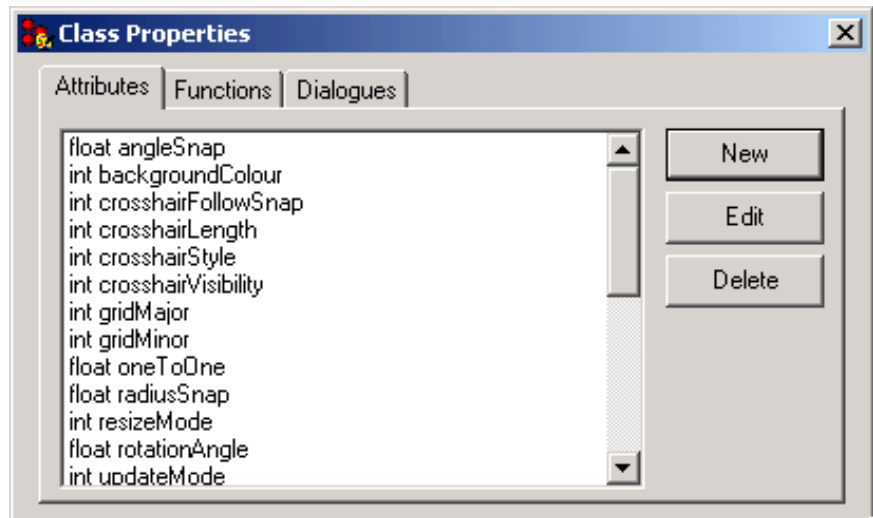 Class Properties
Attributes Functions Dialogues
float angleSnap
int backgroundColour
int crosshairFollowSnap
int crosshairLength
int crosshairStyle
int crosshairVisibility
int gridMajor
int gridMinor
float oneToOne
float radiusSnap
int resizeMode
float rotationAngle
int updateMode
New
Edit
Delete